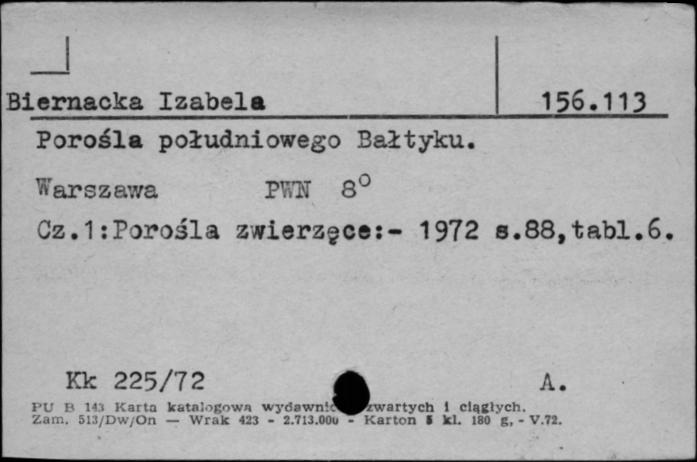 Biernacka Izabela 156.113
Porośla południowego Bałtyku.
Warszawa PWN 8°
Cz.1:Porośla zwierzęce:- 1972 s.88,tabl.6.
Kk 225/72 A.
PU B 143 Karta katalogowa zwartych i ciągłych.
Zam. 513/Dw/On — Wrak 423 - 2.713.000 - Karton 5 kl. 180 g, - V.72.